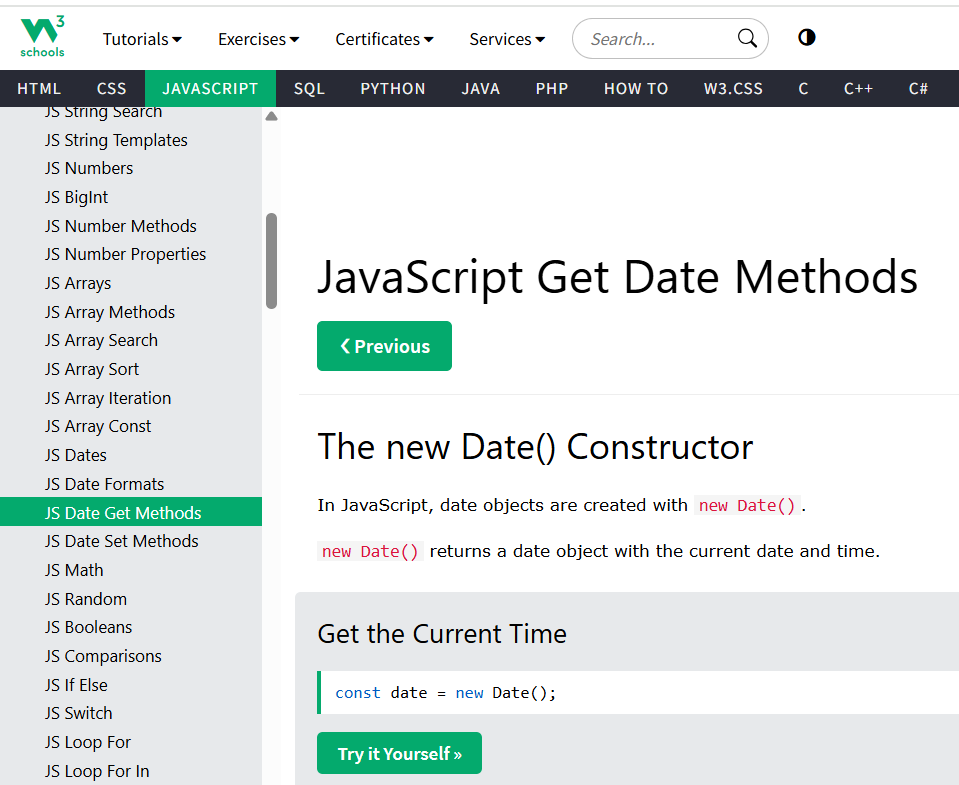 W3
schools
Tutorials Exercises Certificates Services Search...
HTML CSS JAVASCRIPT SQL PYTHON JAVA PHP HOW TO W3.CSS C C++ C#
JS String Search
JS String Templates
JS Numbers
JS BigInt
JS Number Methods
JS Number Properties
JS Arrays
JS Array Methods
JS Array Search
JS Array Sort
JS Array Iteration
JS Array Const
JS Dates
JS Date Formats
JS Date Get Methods
JS Date Set Methods
JS Math
JS Random
JS Booleans
JS Comparisons
JS If Else
JS Switch
JS Loop For
JS Loop For In
JavaScript Get Date Methods
❮ Previous
The new Date() Constructor
In JavaScript, date objects are created with new Date().
new Date() returns a date object with the current date and time.
Get the Current Time
const date = new Date();
Try it Yourself »